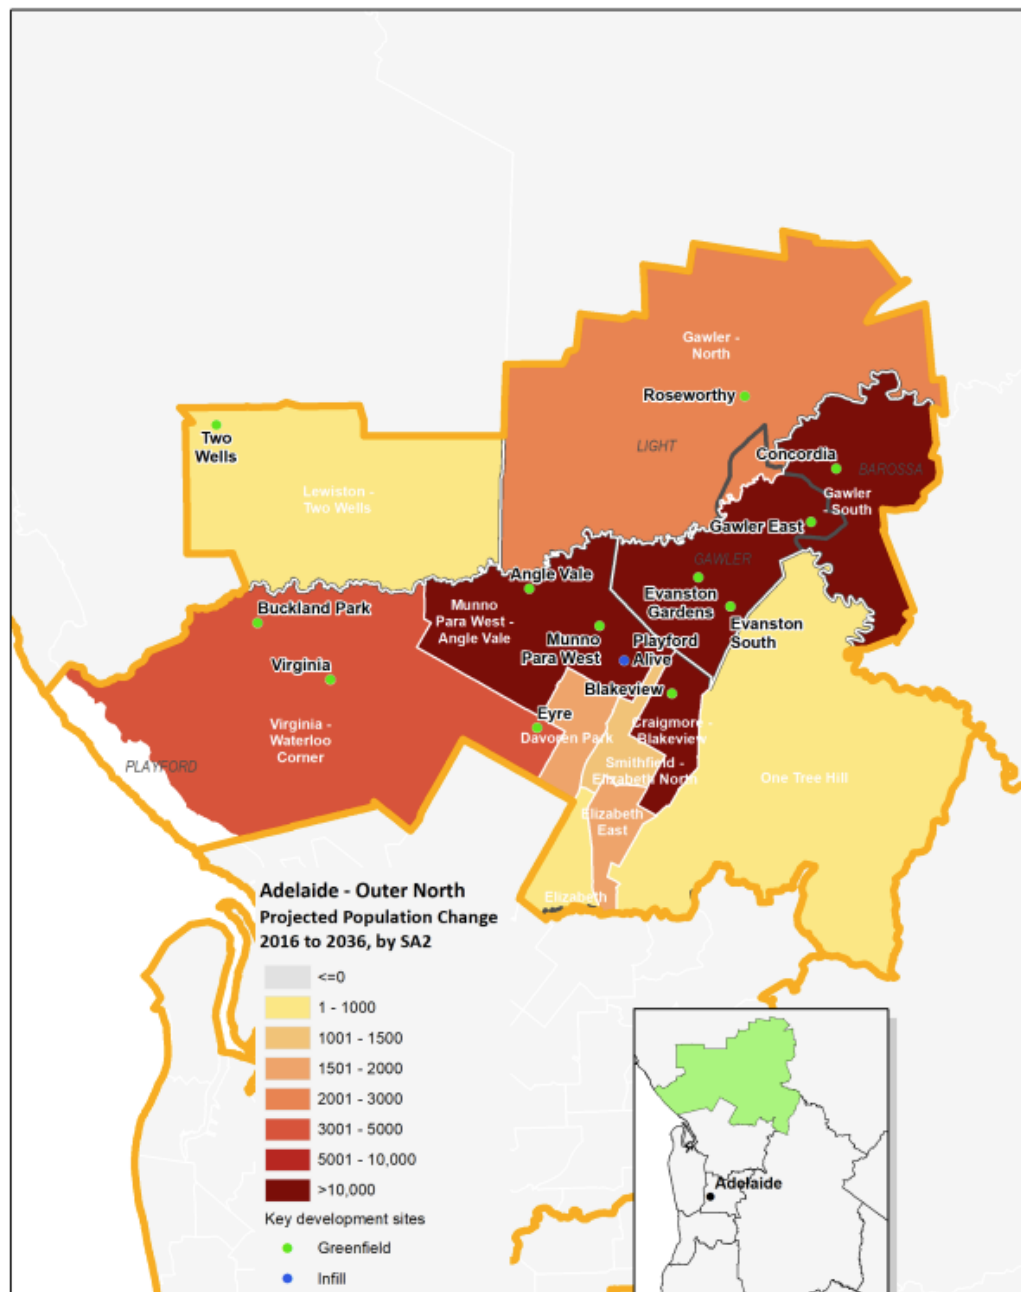 Gawler -
North
Roseworthy
LIGHT
Concordia
BAROSSA
Two
Wells
Lewiston -
Two Wells
Gawler
- South
Gawler East
GAWLER
Angle Vale
Buckland Park
Munno
Para West -
Angle Vale
Evanston
Gardens
Evanston
South
Munno
Para West
Playford
Alive
Virginia
Blakeview
Eyre
Virginia -
Waterloo
Corner
Davoren Park
Craigmore -
Blakeview
PLAYFORD
Smithfield -
Elizabeth North
One Tree Hill
Elizabeth
East
Elizabeth
Adelaide - Outer North
Projected Population Change
2016 to 2036, by SA2
<=0
1 - 1000
1001 - 1500
1501 - 2000
2001 - 3000
3001 - 5000
5001 - 10,000
>10,000
Key development sites
Greenfield
Infill
Adelaide